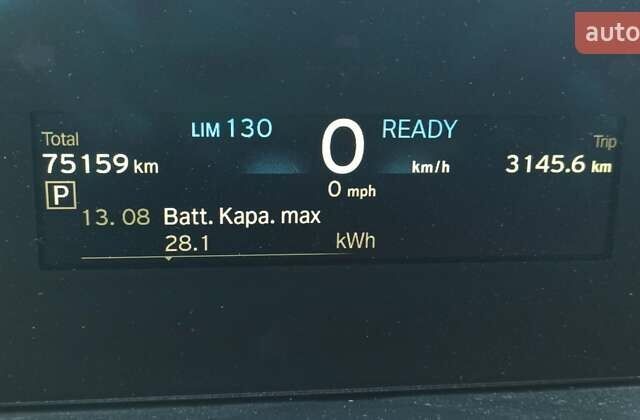 auto
LIM 130
0
READY
Total
75159 km
km/h
Trip
3145.6 km
P
0 mph
13. 08 Batt. Kapa. max
28.1 kWh